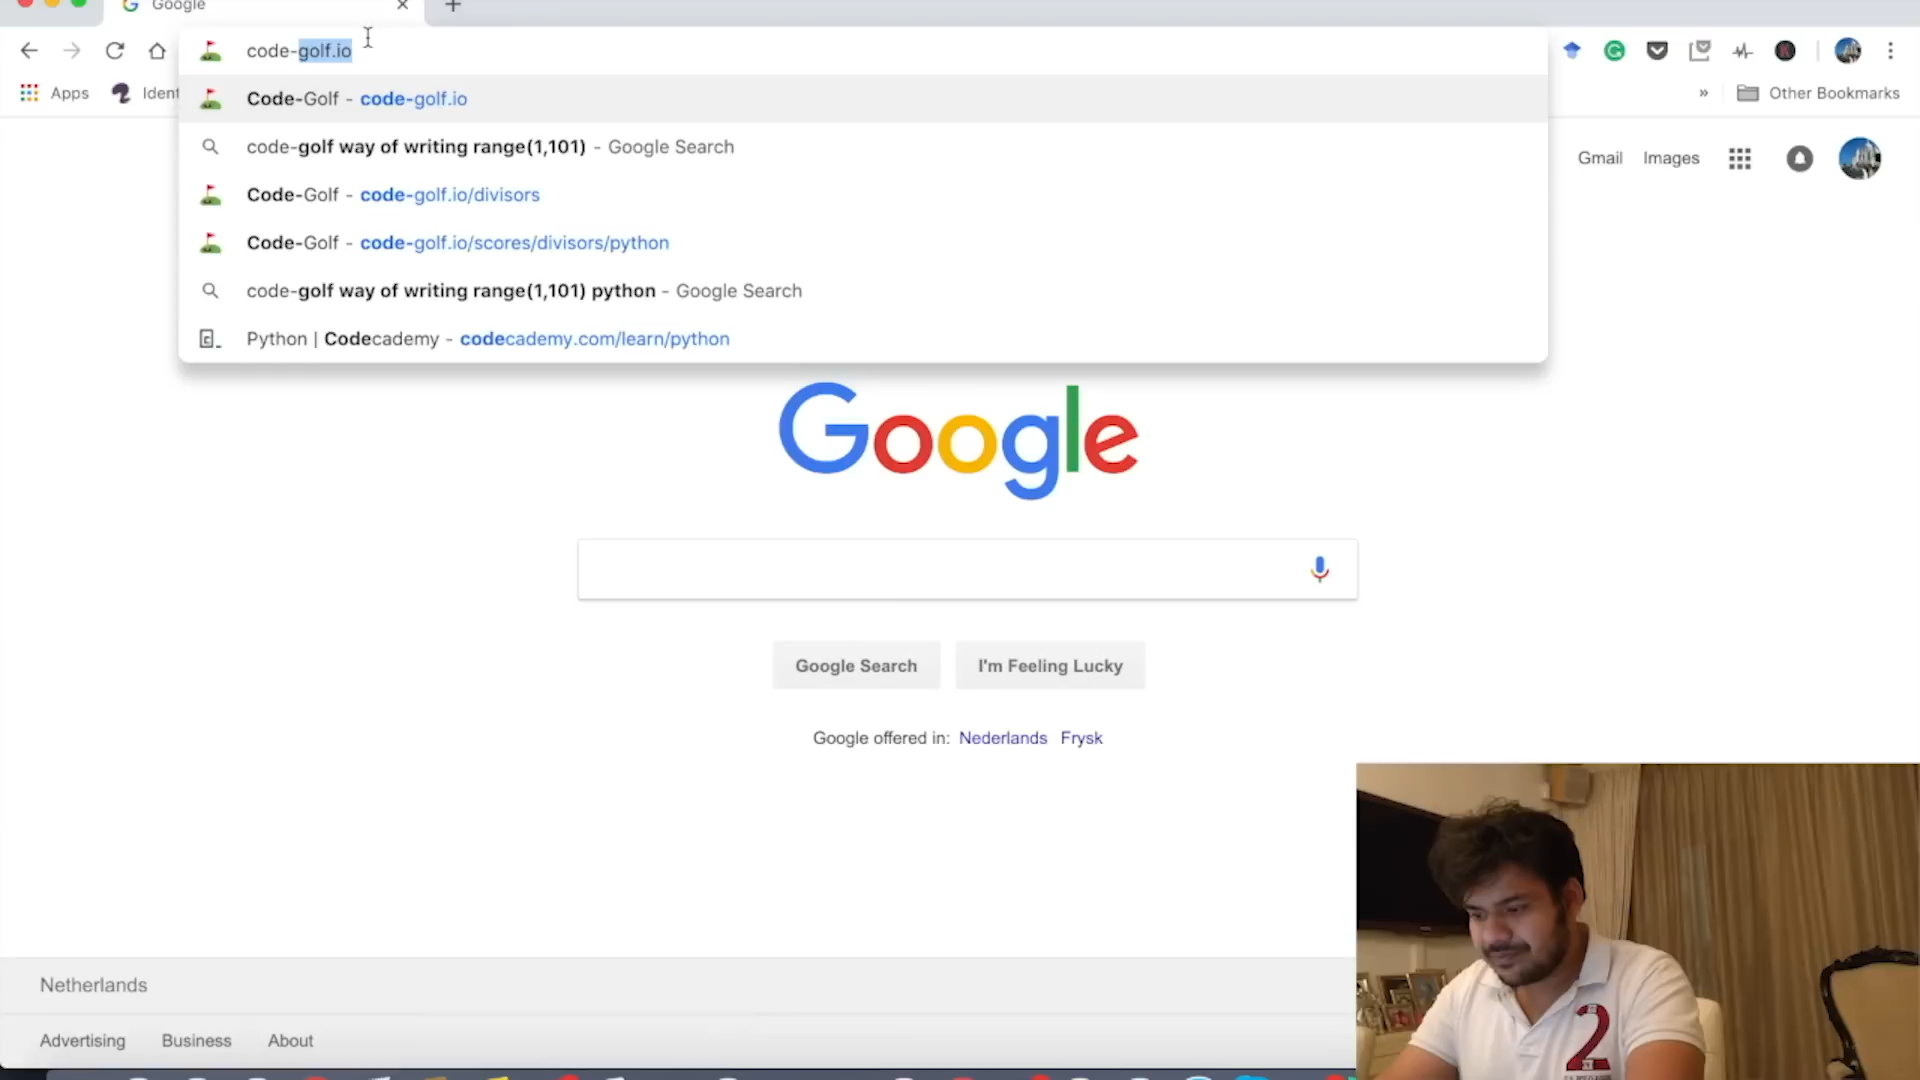 Google
code-golf.io
Apps
Ident
» Other Bookmarks
Code-Golf - code-golf.io
code-golf way of writing range(1,101) - Google Search
Code-Golf - code-golf.io/divisors
Code-Golf - code-golf.io/scores/divisors/python
code-golf way of writing range(1,101) python - Google Search
Python | Codecademy - codecademy.com/learn/python
Gmail Images
Google
Google Search I'm Feeling Lucky
Google offered in: Nederlands Frysk
Netherlands
Advertising Business About
2